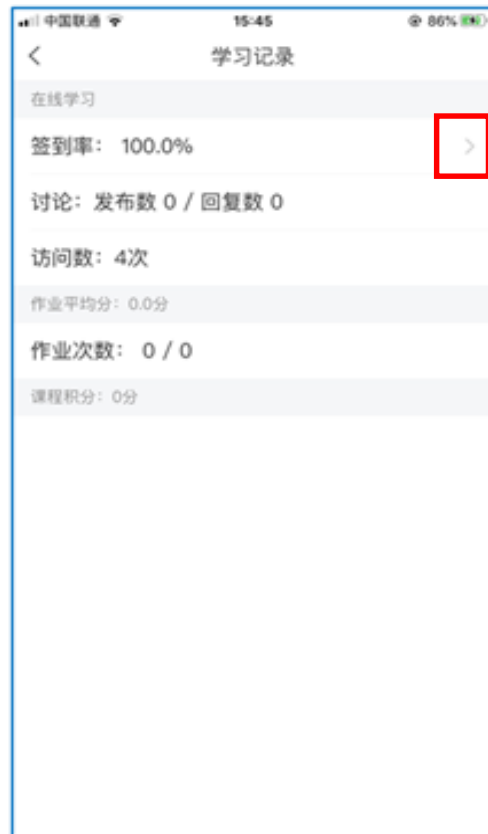 中国联通 15:45 86%
学习记录
在线学习
签到率： 100.0%
讨论：发布数 0 / 回复数 0
访问数：4次
作业平均分：0.0分
作业次数： 0 / 0
课程积分：0分